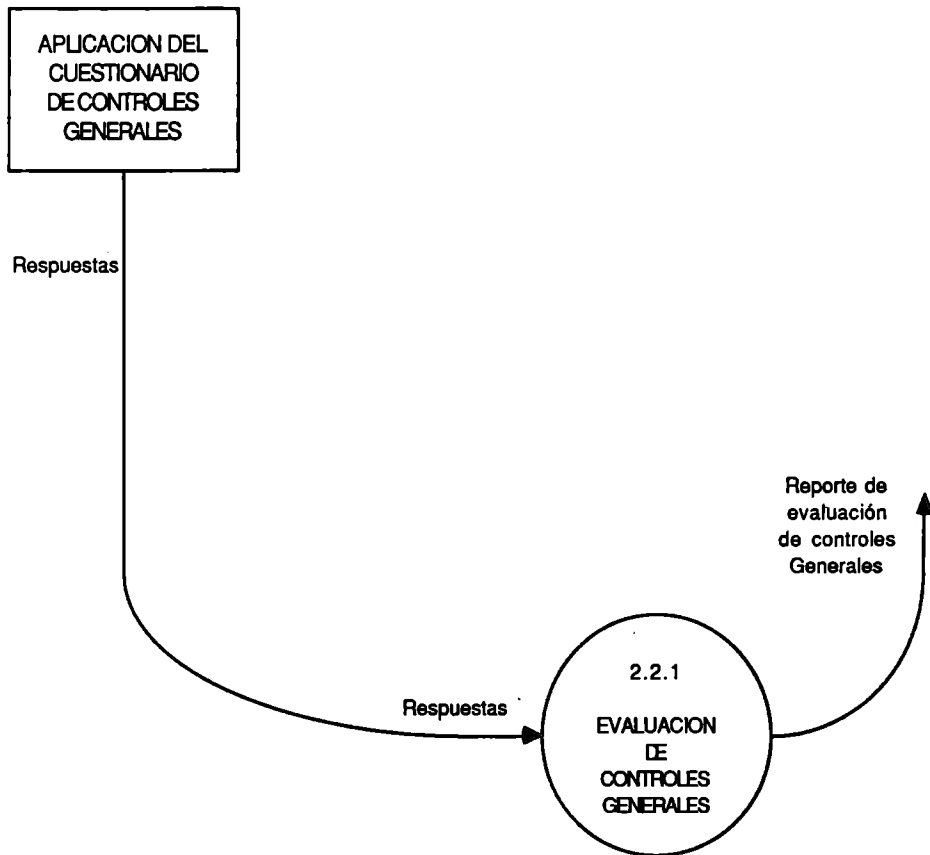 APLICACION DEL
CUESTIONARIO
DE CONTROLES
GENERALES
Respuestas
Reporte de
evaluación
de controles
Generales
Respuestas
2.2.1
EVALUACION
DE
CONTROLES
GENERALES